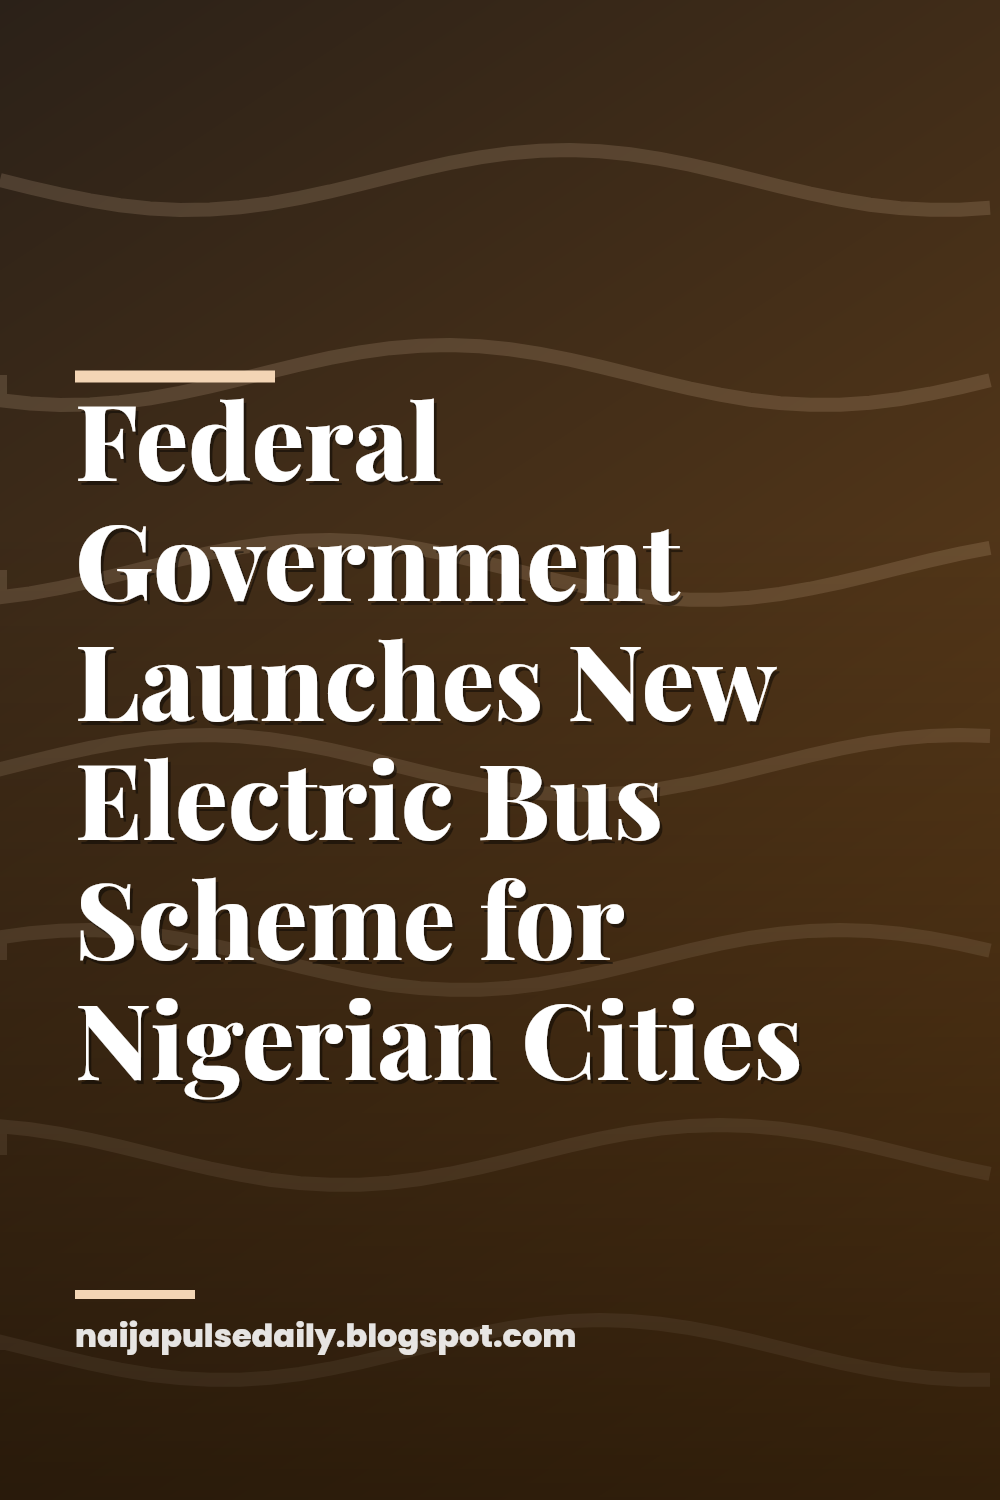 Federal
Government
Launches New
Electric Bus
Scheme for
Nigerian Cities
naijapulsedaily.blogspot.com